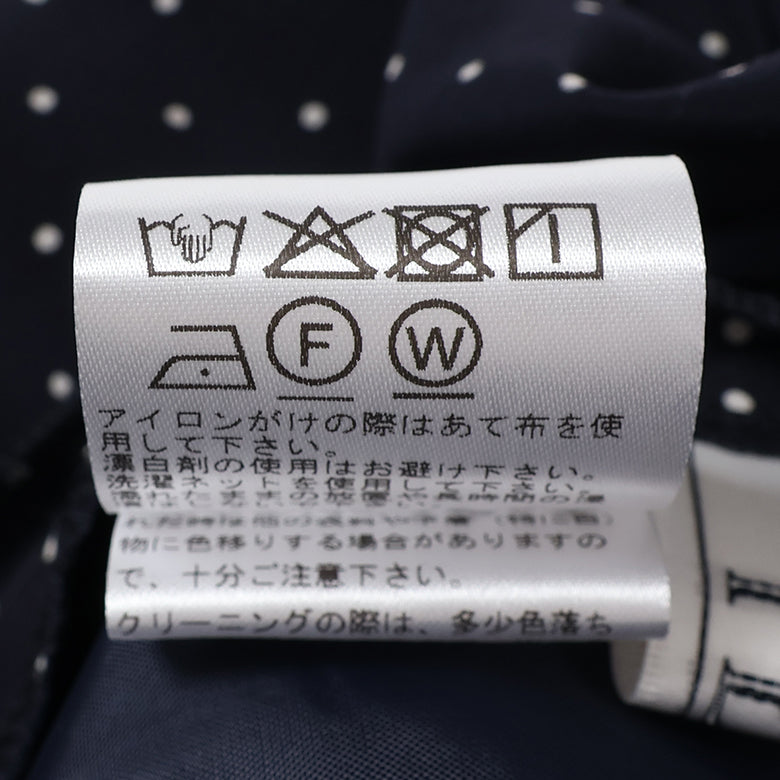 F W
アイロンがけの際はあて布を使
用して下さい。
漂白剤の使用はお避け下さい。
洗濯ネットを使用して下さい。
物に色移りする場合がありますの
で、十分ご注意下さい。
クリーニングの際は、多少色落ち